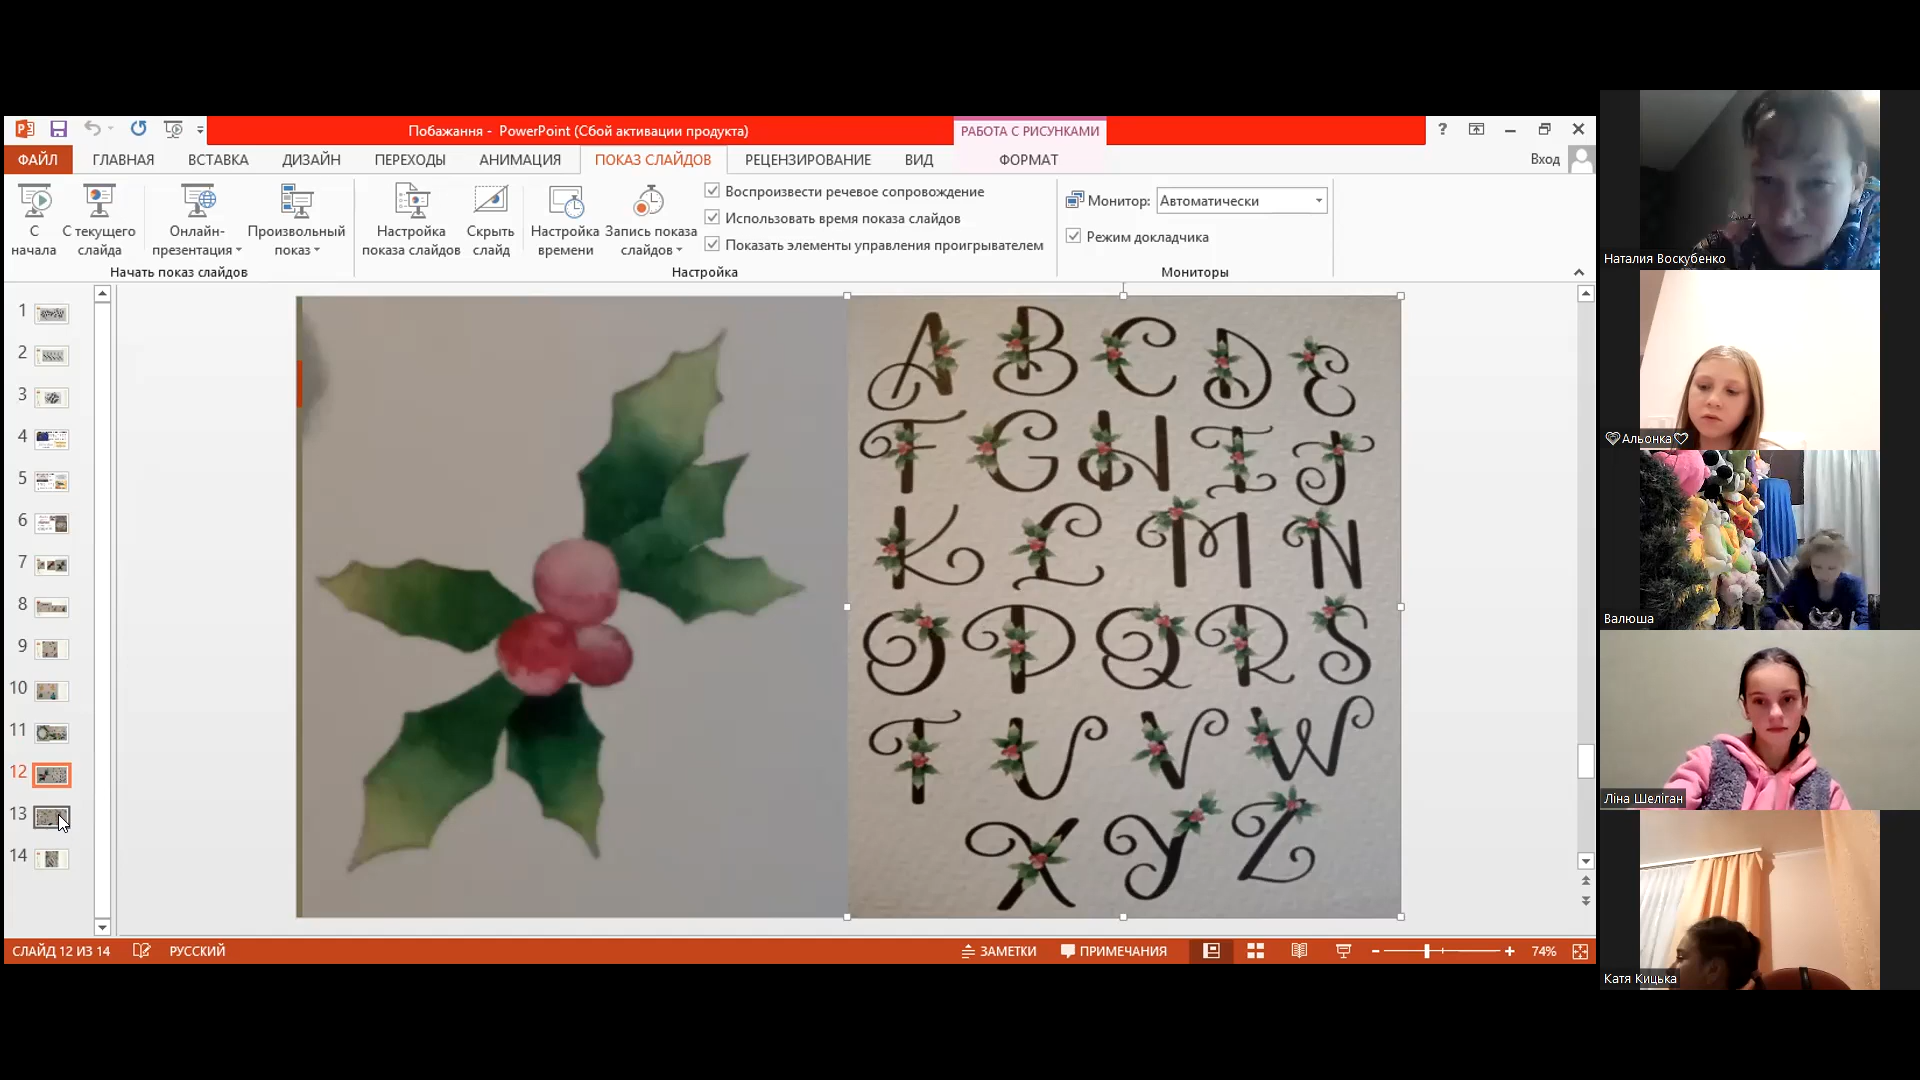 Побажання - PowerPoint (Сбой активации продукта)
РАБОТА С РИСУНКАМИ
?
ФАЙЛ ГЛАВНАЯ ВСТАВКА ДИЗАЙН ПЕРЕХОДЫ АНИМАЦИЯ ПОКАЗ СЛАЙДОВ РЕЦЕНЗИРОВАНИЕ ВИД ФОРМАТ Вход
С начала
С текущего слайда
Онлайн-презентация
Произвольный показ
Начать показ слайдов
Настройка показа слайдов
Скрыть слайд
Настройка времени
Запись показа слайдов
Воспроизвести речевое сопровождение
Использовать время показа слайдов
Показать элементы управления проигрывателем
Настройка
Монитор: Автоматически
Режим докладчика
Мониторы
1
2
3
4
5
6
7
8
9
10
11
12
13
14
A B C D E
F G H I J
K L M N
O P Q R S
T U V W
X Y Z
СЛАЙД 12 ИЗ 14 РУССКИЙ ЗАМЕТКИ ПРИМЕЧАНИЯ 74%
Наталия Воскубенко
🤍Альонка🤍
Валюша
Ліна Шеліган
Катя Кицька